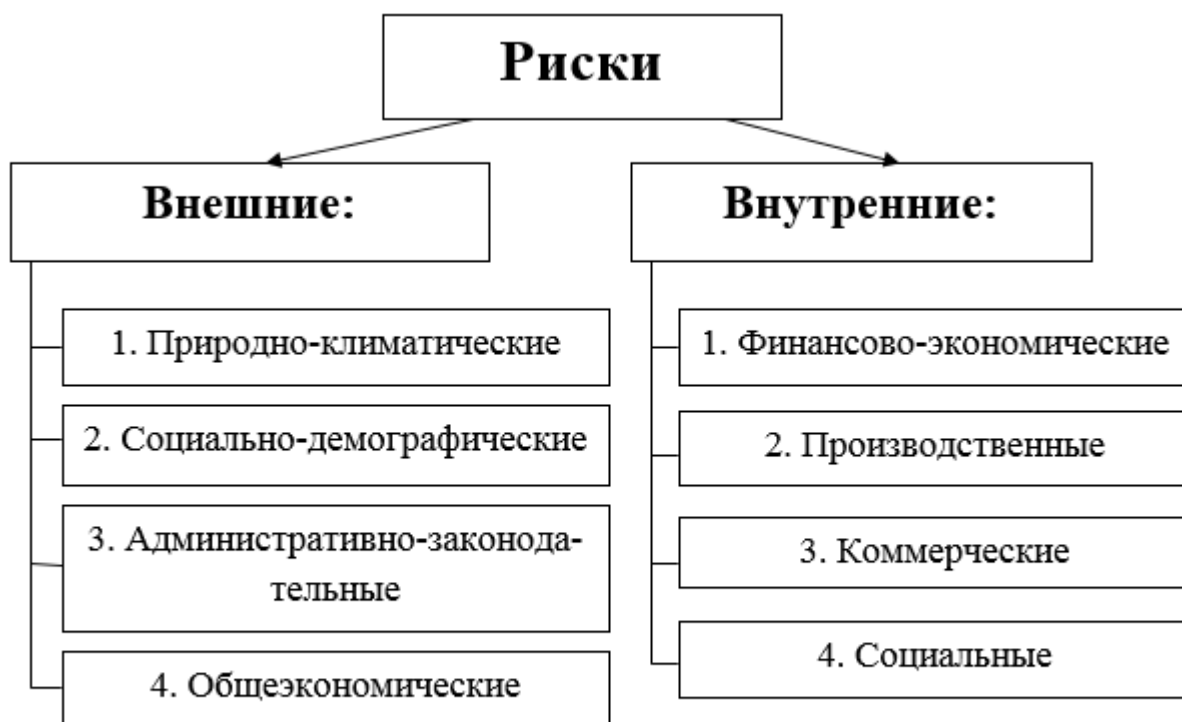 Риски
Внешние:
1. Природно-климатические
2. Социально-демографические
3. Административно-законода-
тельные
4. Общеэкономические
Внутренние:
1. Финансово-экономические
2. Производственные
3. Коммерческие
4. Социальные